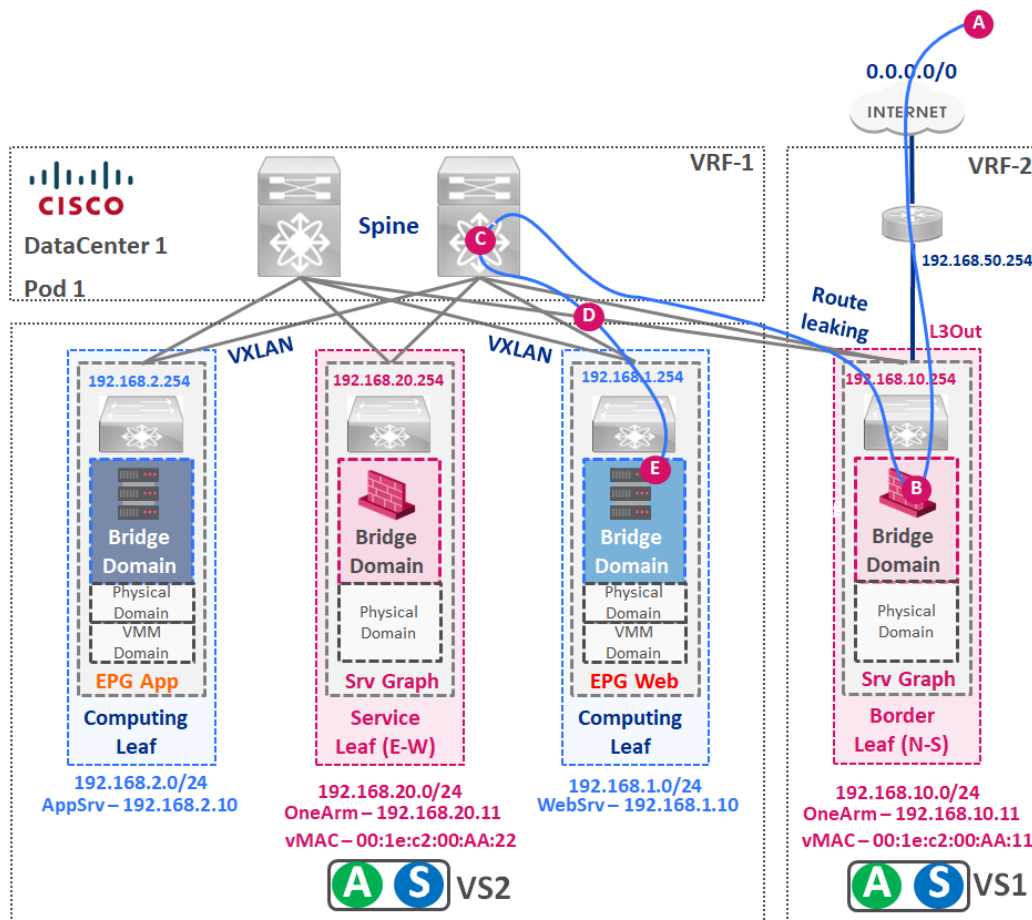 A
0.0.0.0/0
INTERNET
VRF-1
VRF-2
CISCO
DataCenter 1
Pod 1
Spine
C
192.168.50.254
Route
leaking
L3Out
D
VXLAN
VXLAN
192.168.2.254
192.168.20.254
192.168.1.254
192.168.10.254
E
B
Bridge
Domain
Physical
Domain
VMM
Domain
EPG App
Computing
Leaf
192.168.2.0/24
AppSrv – 192.168.2.10
Bridge
Domain
Physical
Domain
Srv Graph
Service
Leaf (E-W)
192.168.20.0/24
OneArm – 192.168.20.11
vMAC – 00:1e:c2:00:AA:22
A S VS2
Bridge
Domain
Physical
Domain
VMM
Domain
EPG Web
Computing
Leaf
192.168.1.0/24
WebSrv – 192.168.1.10
Bridge
Domain
Physical
Domain
Srv Graph
Border
Leaf (N-S)
192.168.10.0/24
OneArm – 192.168.10.11
vMAC – 00:1e:c2:00:AA:11
A S VS1